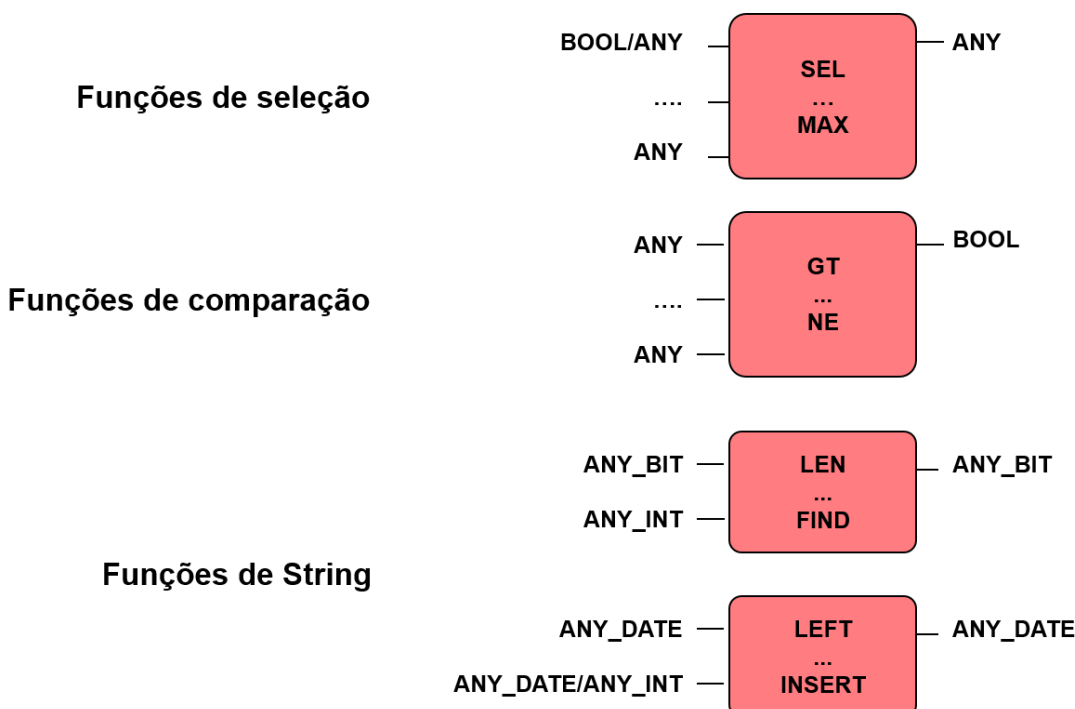 Funções de seleção
BOOL/ANY
....
ANY
SEL
...
MAX
ANY
Funções de comparação
ANY
....
ANY
GT
...
NE
BOOL
Funções de String
ANY_BIT
ANY_INT
LEN
...
FIND
ANY_BIT
ANY_DATE
ANY_DATE/ANY_INT
LEFT
...
INSERT
ANY_DATE